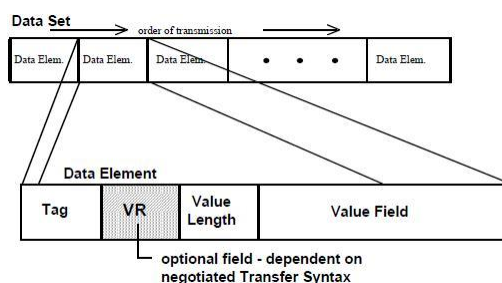 Data Set
order of transmission
Data Elem. Data Elem. Data Elem. • • • Data Elem.
Data Element
Tag VR Value Length Value Field
optional field - dependent on
negotiated Transfer Syntax